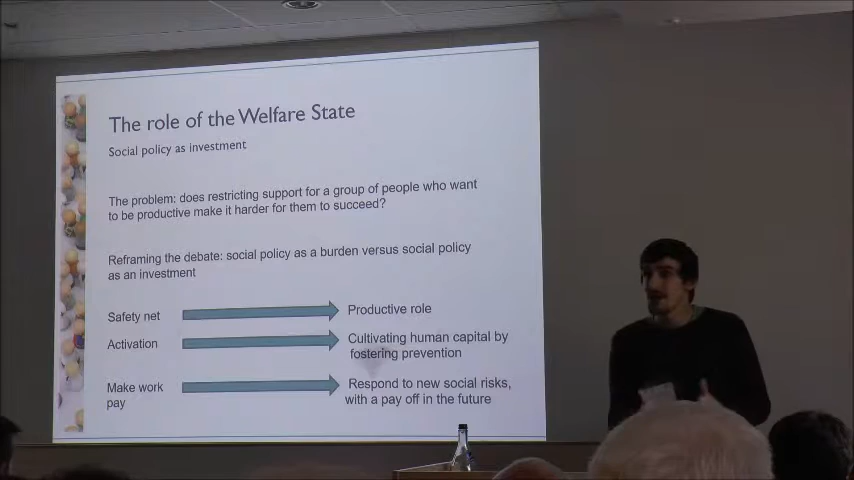 The role of the Welfare State
Social policy as investment
The problem: does restricting support for a group of people who want
to be productive make it harder for them to succeed?
Reframing the debate: social policy as a burden versus social policy
as an investment
Safety net
Productive role
Activation
Cultivating human capital by
fostering prevention
Make work
pay
Respond to new social risks,
with a pay off in the future